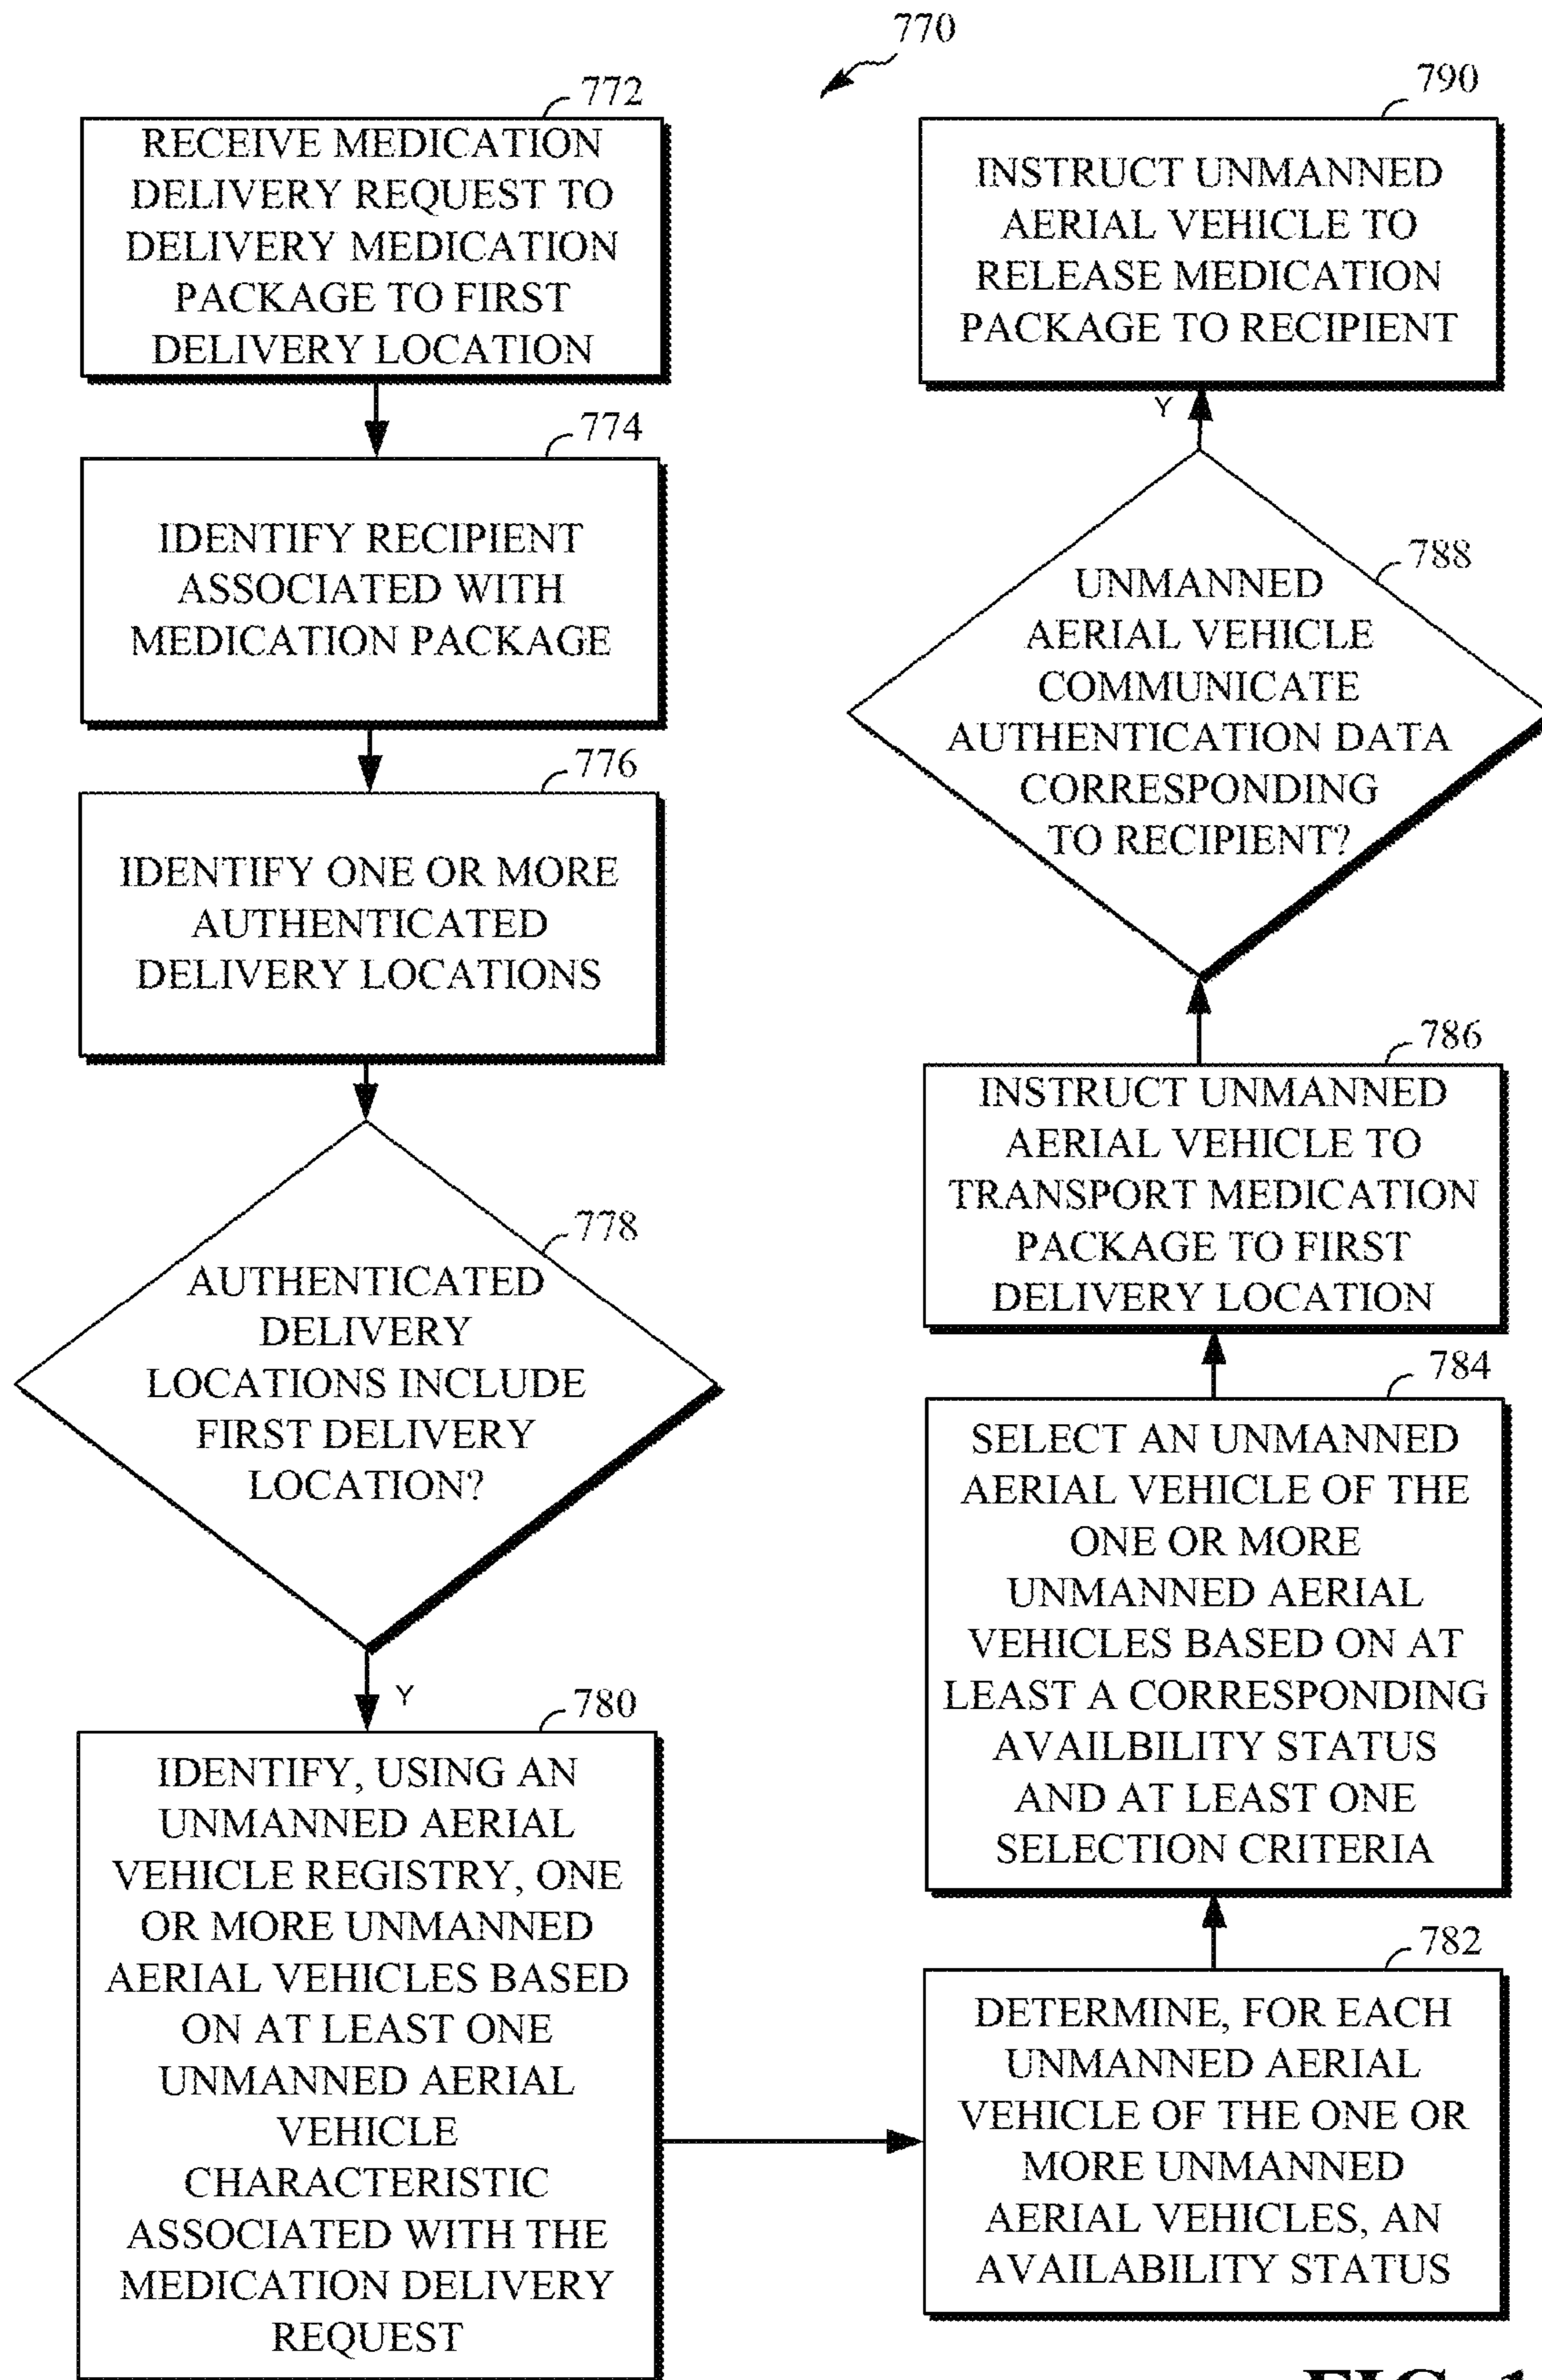 770
772
RECEIVE MEDICATION
DELIVERY REQUEST TO
DELIVERY MEDICATION
PACKAGE TO FIRST
DELIVERY LOCATION
774
IDENTIFY RECIPIENT
ASSOCIATED WITH
MEDICATION PACKAGE
776
IDENTIFY ONE OR MORE
AUTHENTICATED
DELIVERY LOCATIONS
778
AUTHENTICATED
DELIVERY
LOCATIONS INCLUDE
FIRST DELIVERY
LOCATION?
Y
780
IDENTIFY, USING AN
UNMANNED AERIAL
VEHICLE REGISTRY, ONE
OR MORE UNMANNED
AERIAL VEHICLES BASED
ON AT LEAST ONE
UNMANNED AERIAL
VEHICLE
CHARACTERISTIC
ASSOCIATED WITH THE
MEDICATION DELIVERY
REQUEST
782
DETERMINE, FOR EACH
UNMANNED AERIAL
VEHICLE OF THE ONE OR
MORE UNMANNED
AERIAL VEHICLES, AN
AVAILABILITY STATUS
784
SELECT AN UNMANNED
AERIAL VEHICLE OF THE
ONE OR MORE
UNMANNED AERIAL
VEHICLES BASED ON AT
LEAST A CORRESPONDING
AVAILBILITY STATUS
AND AT LEAST ONE
SELECTION CRITERIA
786
INSTRUCT UNMANNED
AERIAL VEHICLE TO
TRANSPORT MEDICATION
PACKAGE TO FIRST
DELIVERY LOCATION
788
UNMANNED
AERIAL VEHICLE
COMMUNICATE
AUTHENTICATION DATA
CORRESPONDING
TO RECIPIENT?
Y
790
INSTRUCT UNMANNED
AERIAL VEHICLE TO
RELEASE MEDICATION
PACKAGE TO RECIPIENT